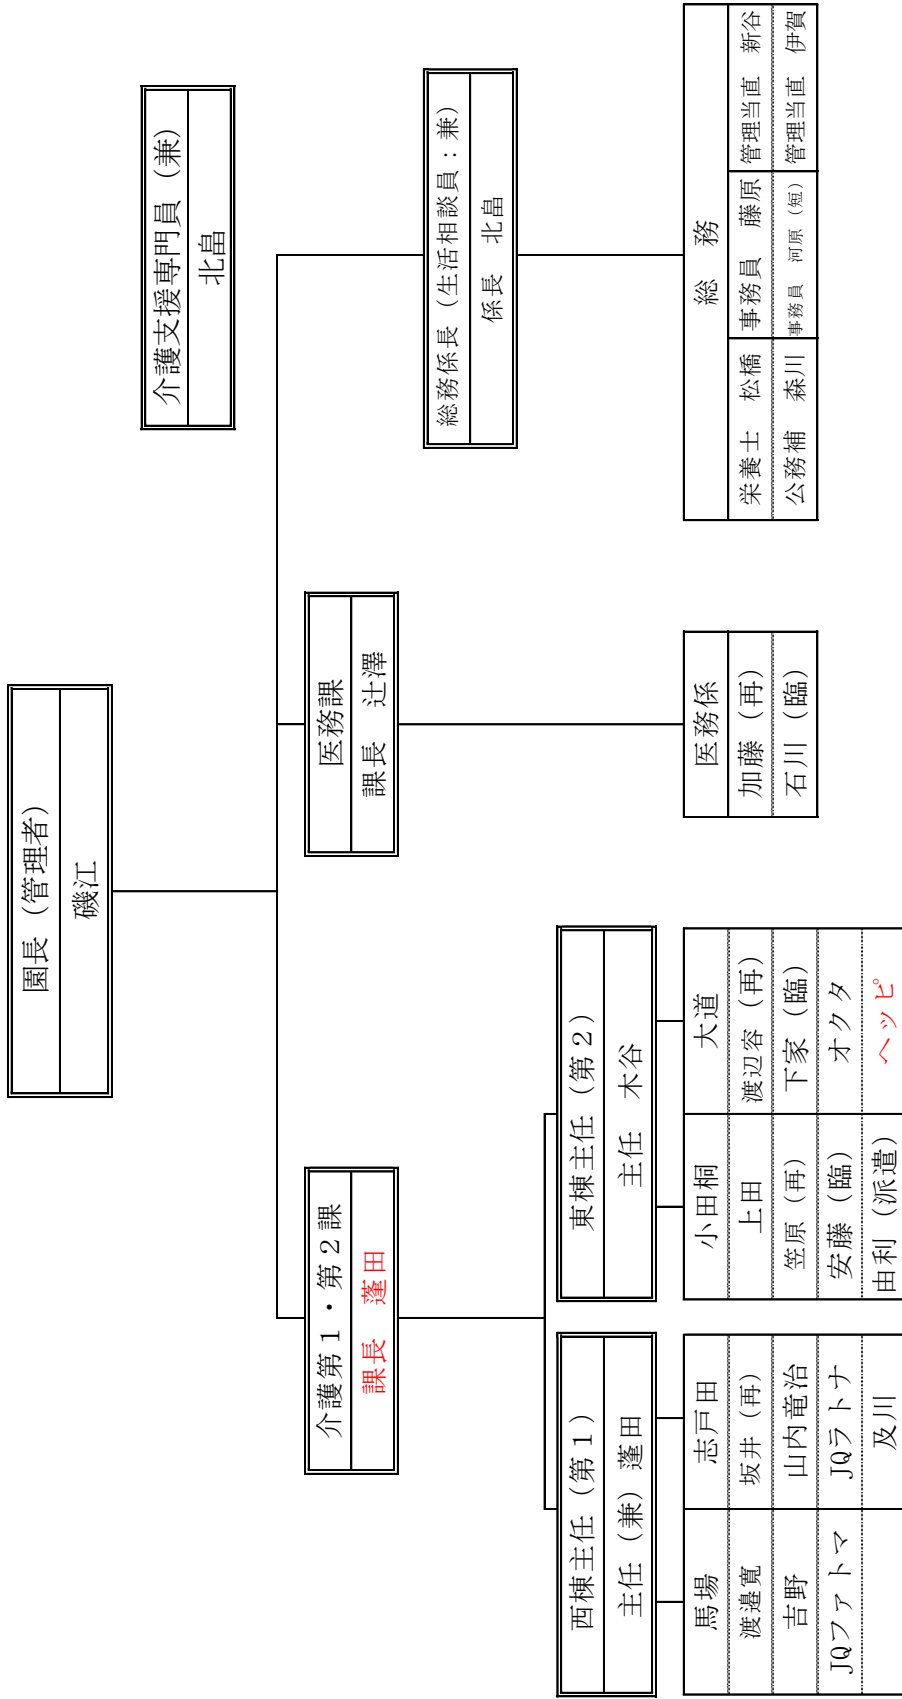 園長（管理者）
磯江
介護支援専門員（兼）
北畠
介護第１・第２課
課長　蓬田
医務課
課長　辻澤
総務係長（生活相談員：兼）
係長　北畠
西棟主任（第１）
主任（兼）蓬田
東棟主任（第２）
主任　木谷
馬場　志戸田
渡邉寛　坂井（再）
吉野　山内竜治
JQファトマ　JQラトナ
及川
小田桐　大道
上田　渡辺容（再）
笠原（再）　下家（臨）
安藤（臨）　オクタ
由利（派遣）　ヘッピ
医務係
加藤（再）
石川（臨）
総　務
栄養士　松橋　事務員　藤原　管理当直　新谷
公務補　森川　事務員　河原（短）　管理当直　伊賀